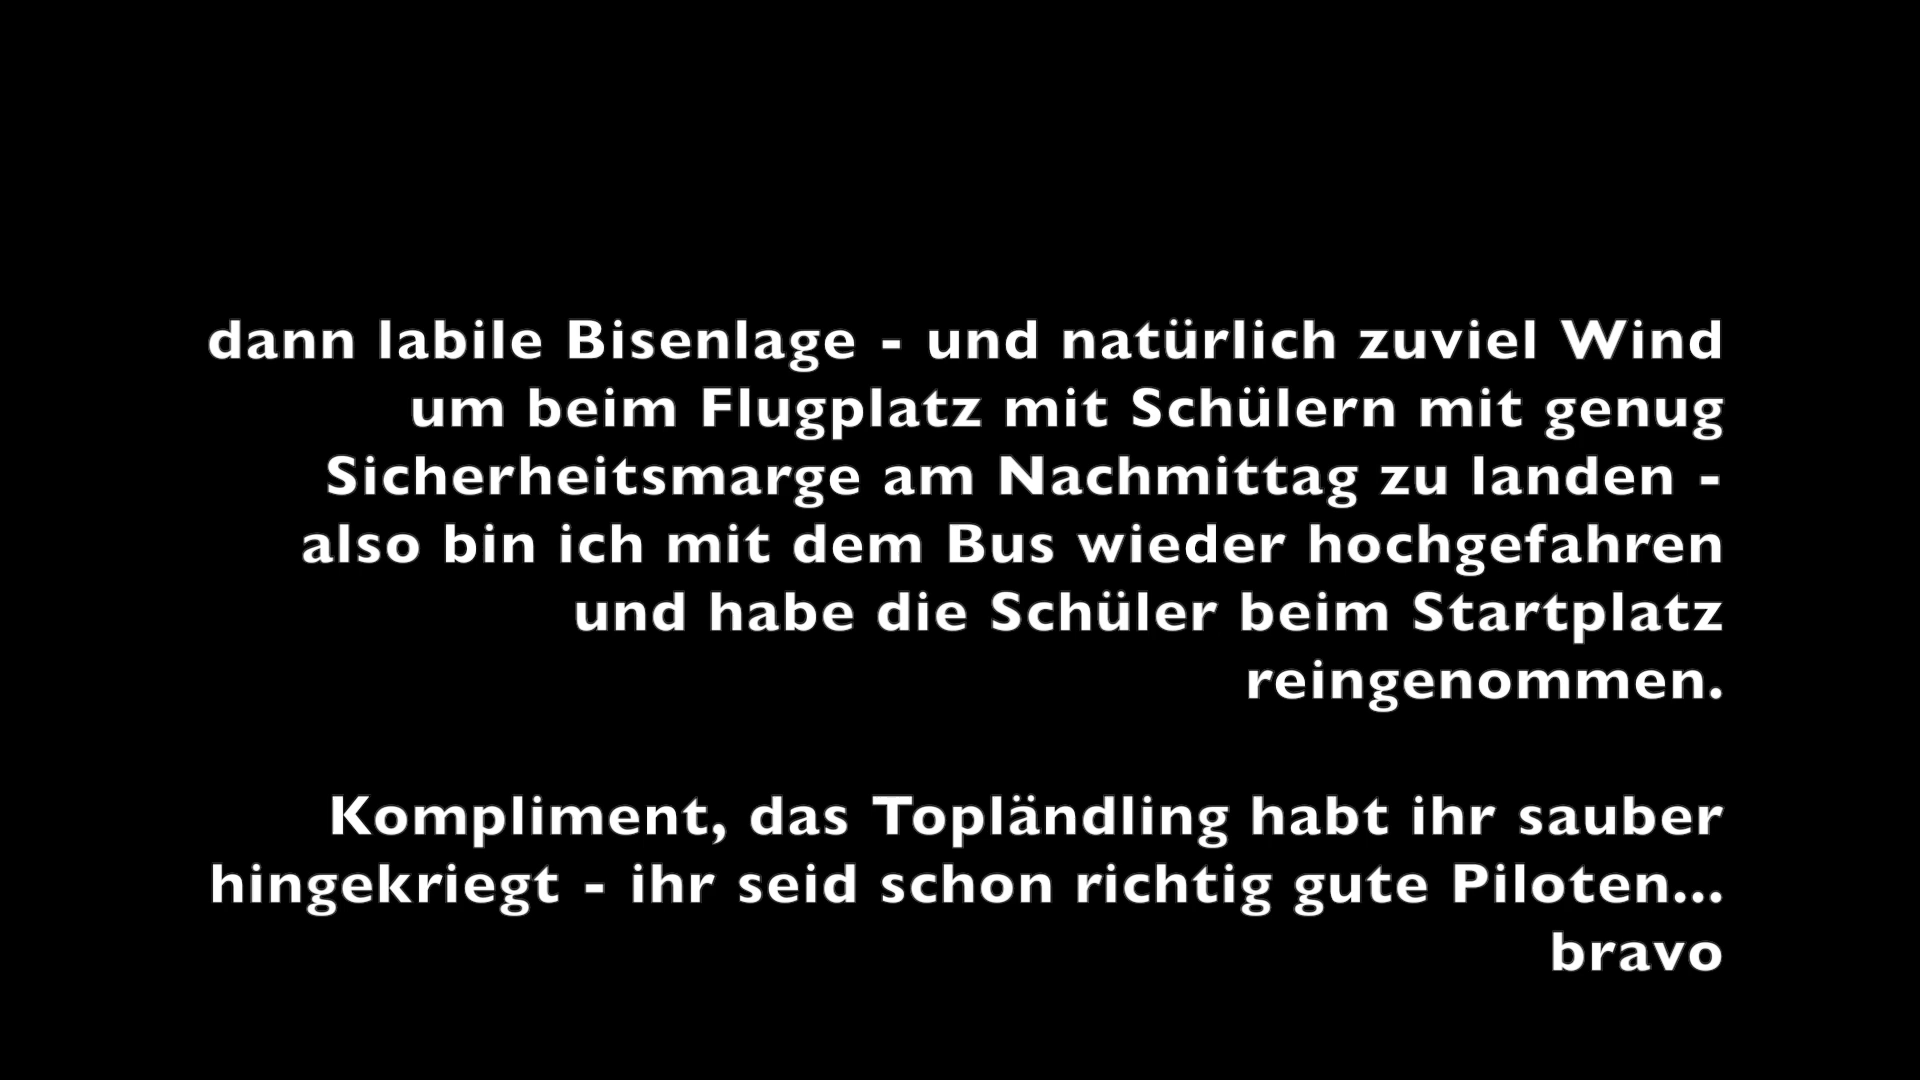 dann labile Bisenlage - und natürlich zuviel Wind
um beim Flugplatz mit Schülern mit genug
Sicherheitsmarge am Nachmittag zu landen -
also bin ich mit dem Bus wieder hochgefahren
und habe die Schüler beim Startplatz
reingenommen.
Kompliment, das Topländling habt ihr sauber
hingekriegt - ihr seid schon richtig gute Piloten...
bravo